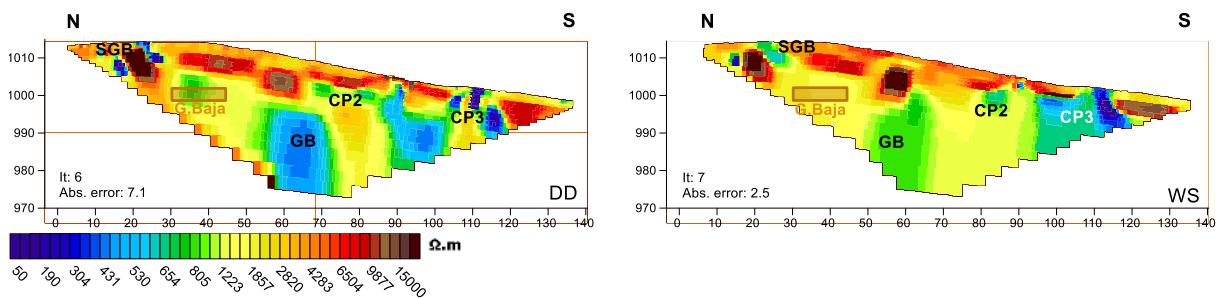 N S
SGB
1010
1000
990
980
970
CP2
G.Baja
CP3
GB
It: 6
Abs. error: 7.1
DD
0 10 20 30 40 50 60 70 80 90 100 110 120 130 140
50 190 304 431 530 654 805 1223 1857 2820 4283 6504 9877 15000
Ω.m
N S
SGB
1010
1000
990
980
970
G.Baja
CP2
CP3
GB
It: 7
Abs. error: 2.5
WS
0 10 20 30 40 50 60 70 80 90 100 110 120 130 140